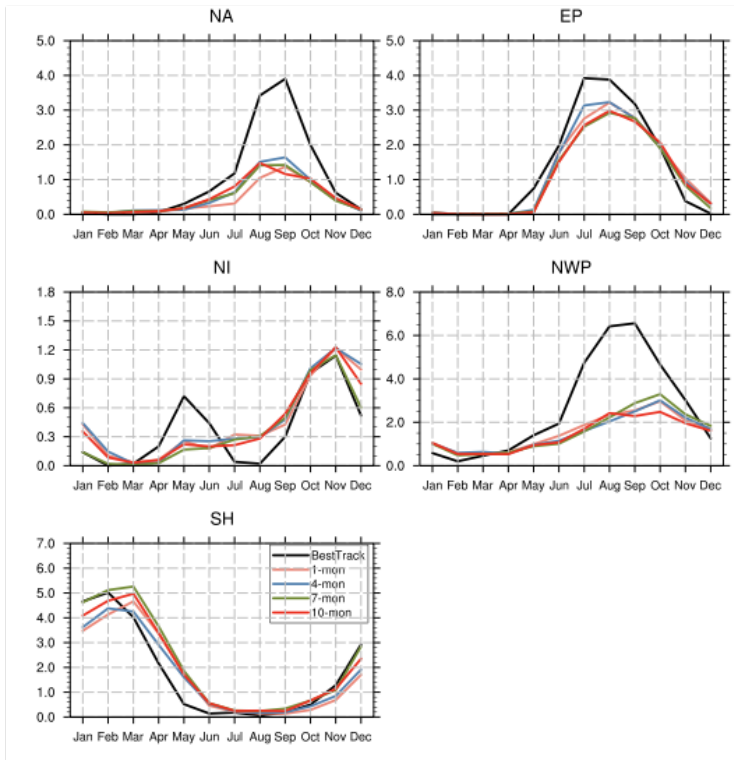 NA
EP
5.0
4.0
3.0
2.0
1.0
0.0
Jan Feb Mar Apr May Jun Jul Aug Sep Oct Nov Dec
5.0
4.0
3.0
2.0
1.0
0.0
Jan Feb Mar Apr May Jun Jul Aug Sep Oct Nov Dec
NI
NWP
1.8
1.5
1.2
0.9
0.6
0.3
0.0
Jan Feb Mar Apr May Jun Jul Aug Sep Oct Nov Dec
8.0
6.0
4.0
2.0
0.0
Jan Feb Mar Apr May Jun Jul Aug Sep Oct Nov Dec
SH
7.0
6.0
5.0
4.0
3.0
2.0
1.0
0.0
Jan Feb Mar Apr May Jun Jul Aug Sep Oct Nov Dec
BestTrack
1-mon
4-mon
7-mon
10-mon